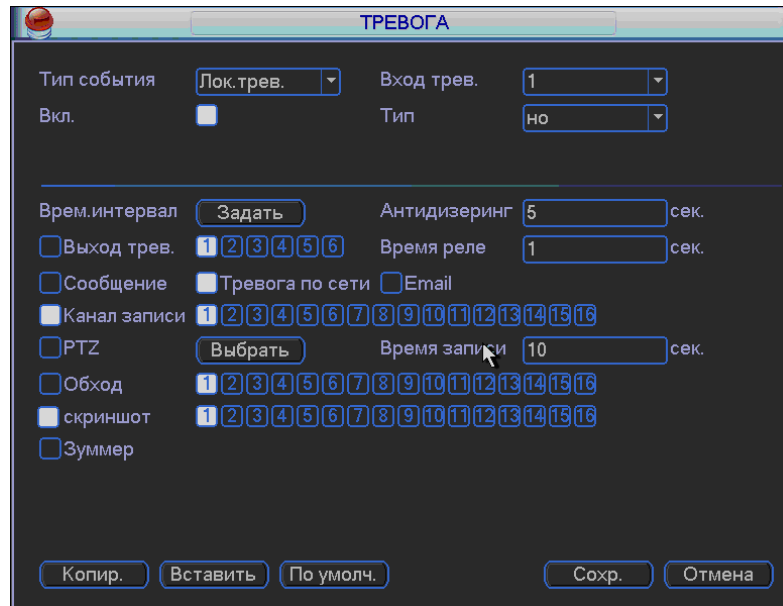 ТРЕВОГА
Тип события Лок.трев. Вход трев. 1
Вкл. Тип но
Врем.интервал Задать Антидизеринг 5 сек.
Выход трев. 1 2 3 4 5 6 Время реле 1 сек.
Сообщение Тревога по сети Email
Канал записи 1 2 3 4 5 6 7 8 9 10 11 12 13 14 15 16
PTZ Выбрать Время записи 10 сек.
Обход 1 2 3 4 5 6 7 8 9 10 11 12 13 14 15 16
скриншот 1 2 3 4 5 6 7 8 9 10 11 12 13 14 15 16
Зуммер
Копир. Вставить По умолч. Сохр. Отмена